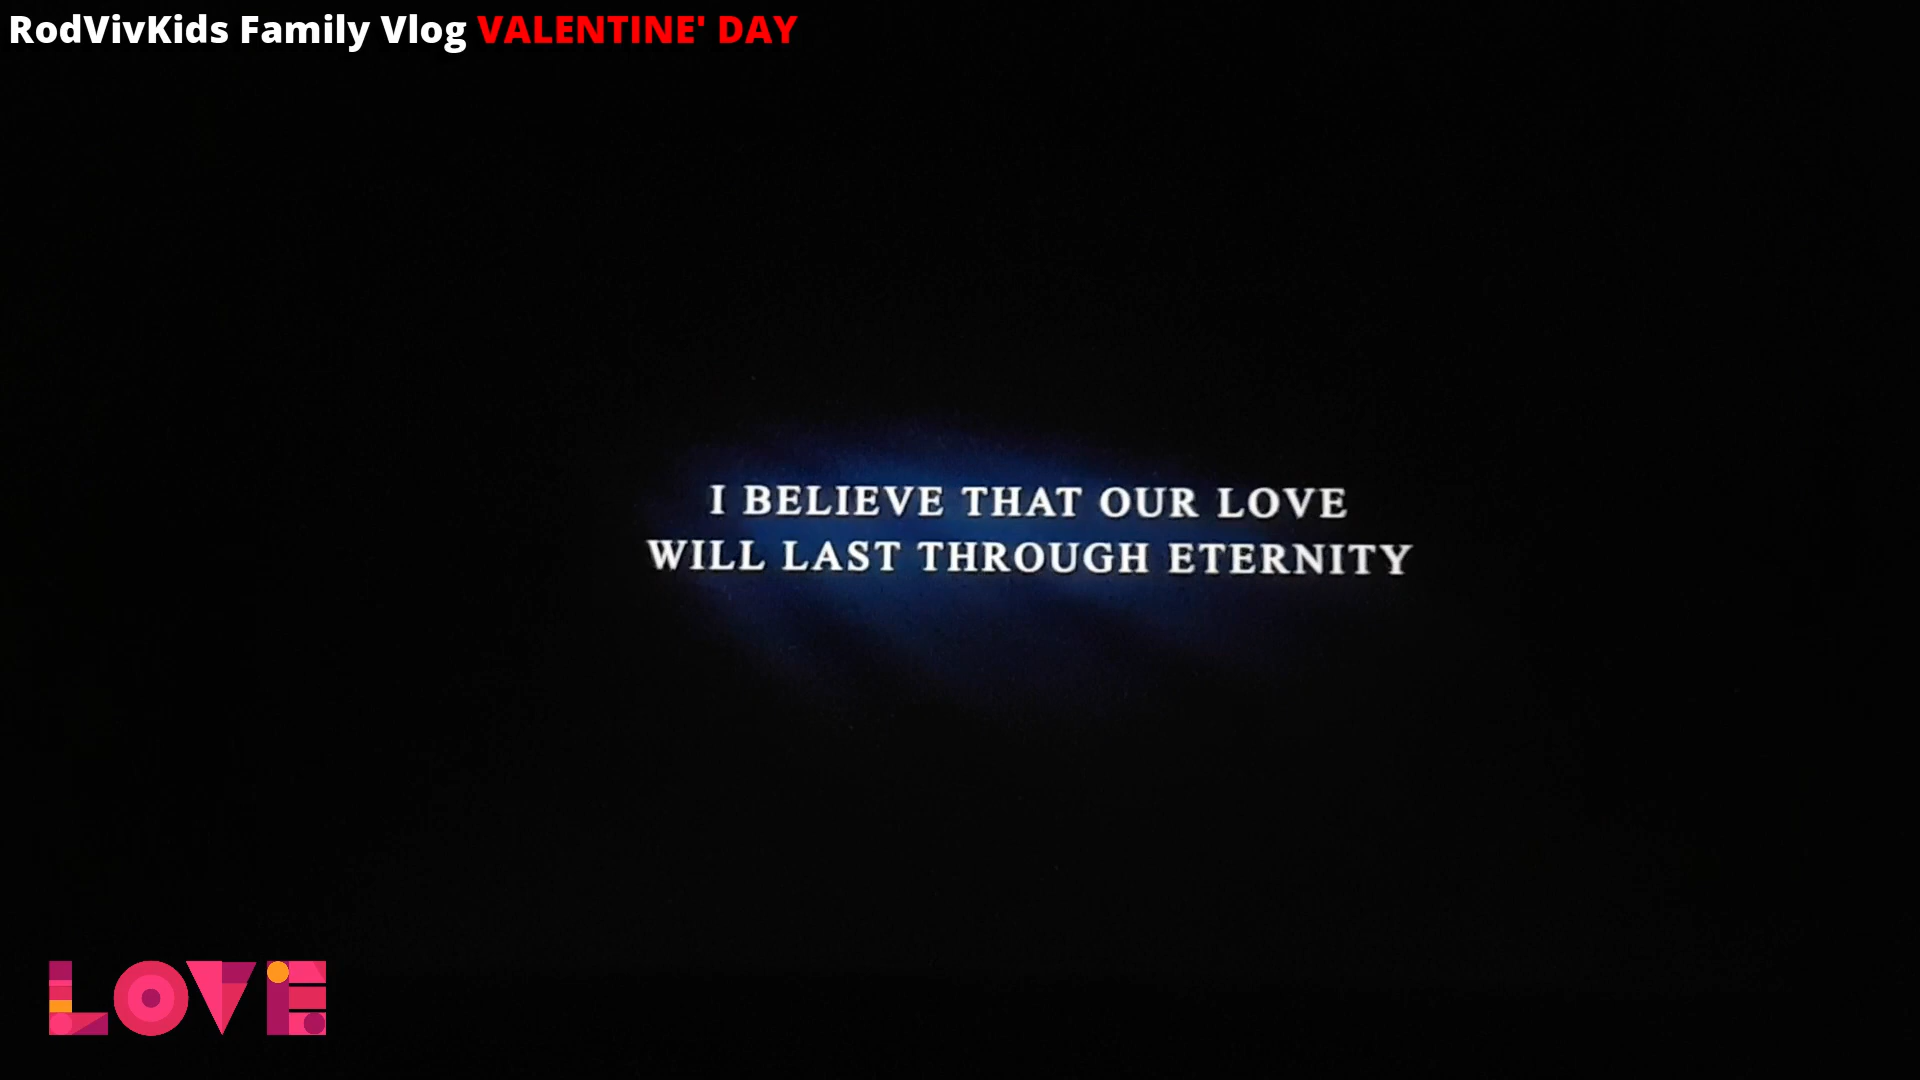 RodVivKids Family Vlog VALENTINE' DAY
I BELIEVE THAT OUR LOVE
WILL LAST THROUGH ETERNITY
LOVE